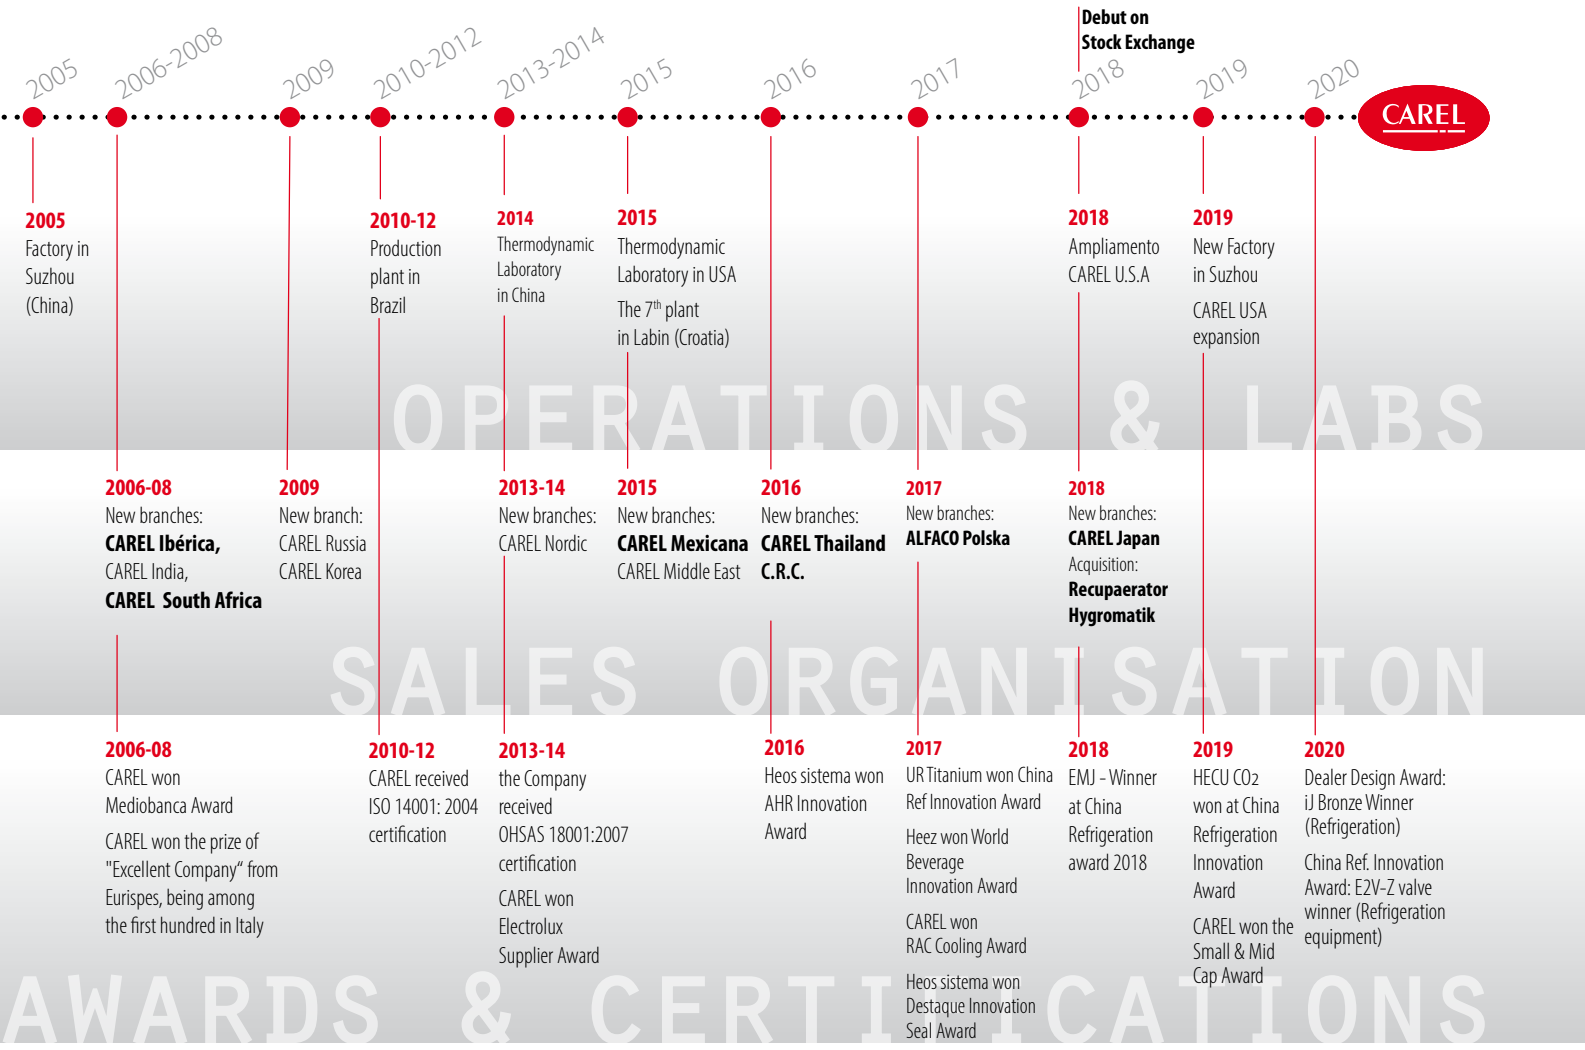 Debut on
Stock Exchange
2005
2006-2008
2009
2010-2012
2013-2014
2015
2016
2017
2018
2019
2020
CAREL
2005
Factory in
Suzhou
(China)
2010-12
Production
plant in
Brazil
2014
Thermodynamic
Laboratory
in China
2015
Thermodynamic
Laboratory in USA
The 7th plant
in Labin (Croatia)
2018
Ampliamento
CAREL U.S.A
2019
New Factory
in Suzhou
CAREL USA
expansion
OPERATIONS & LABS
2006-08
New branches:
CAREL Ibérica,
CAREL India,
CAREL South Africa
2009
New branch:
CAREL Russia
CAREL Korea
2013-14
New branches:
CAREL Nordic
2015
New branches:
CAREL Mexicana
CAREL Middle East
2016
New branches:
CAREL Thailand
C.R.C.
2017
New branches:
ALFACO Polska
2018
New branches:
CAREL Japan
Acquisition:
Recupaerator
Hygromatik
SALES ORGANISATION
2006-08
CAREL won
Mediobanca Award
CAREL won the prize of
"Excellent Company“ from
Eurispes, being among
the first hundred in Italy
2010-12
CAREL received
ISO 14001: 2004
certification
2013-14
the Company
received
OHSAS 18001:2007
certification
CAREL won
Electrolux
Supplier Award
2016
Heos sistema won
AHR Innovation
Award
2017
UR Titanium won China
Ref Innovation Award
Heez won World
Beverage
Innovation Award
CAREL won
RAC Cooling Award
Heos sistema won
Destaque Innovation
Seal Award
2018
EMJ - Winner
at China
Refrigeration
award 2018
2019
HECU CO2
won at China
Refrigeration
Innovation
Award
CAREL won the
Small & Mid
Cap Award
2020
Dealer Design Award:
iJ Bronze Winner
(Refrigeration)
China Ref. Innovation
Award: E2V-Z valve
winner (Refrigeration
equipment)
AWARDS & CERTIFICATIONS